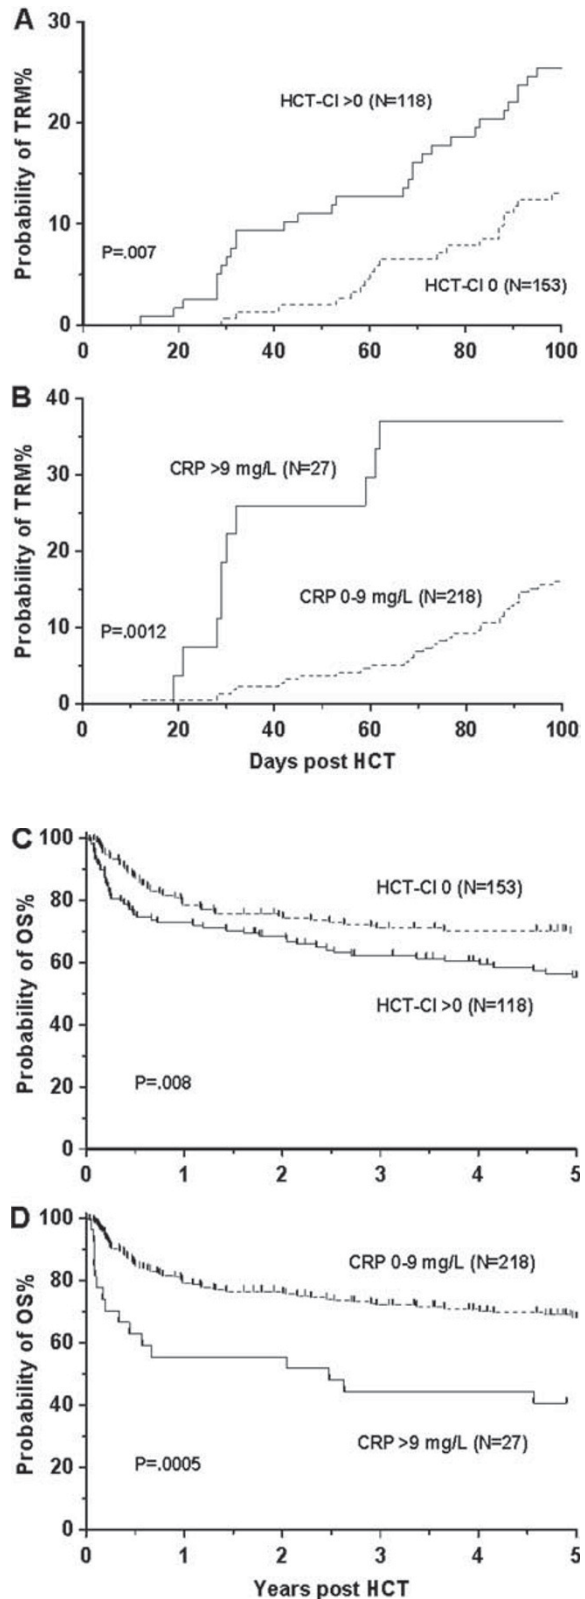 A
Probability of TRM%
30
20
10
0
HCT-CI >0 (N=118)
P=.007
HCT-CI 0 (N=153)
0 20 40 60 80 100
B
Probability of TRM%
40
30
20
10
0
CRP >9 mg/L (N=27)
CRP 0-9 mg/L (N=218)
P=.0012
0 20 40 60 80 100
Days post HCT
C
Probability of OS%
100
80
60
40
20
0
HCT-CI 0 (N=153)
HCT-CI >0 (N=118)
P=.008
0 1 2 3 4 5
D
Probability of OS%
100
80
60
40
20
0
CRP 0-9 mg/L (N=218)
CRP >9 mg/L (N=27)
P=.0005
0 1 2 3 4 5
Years post HCT